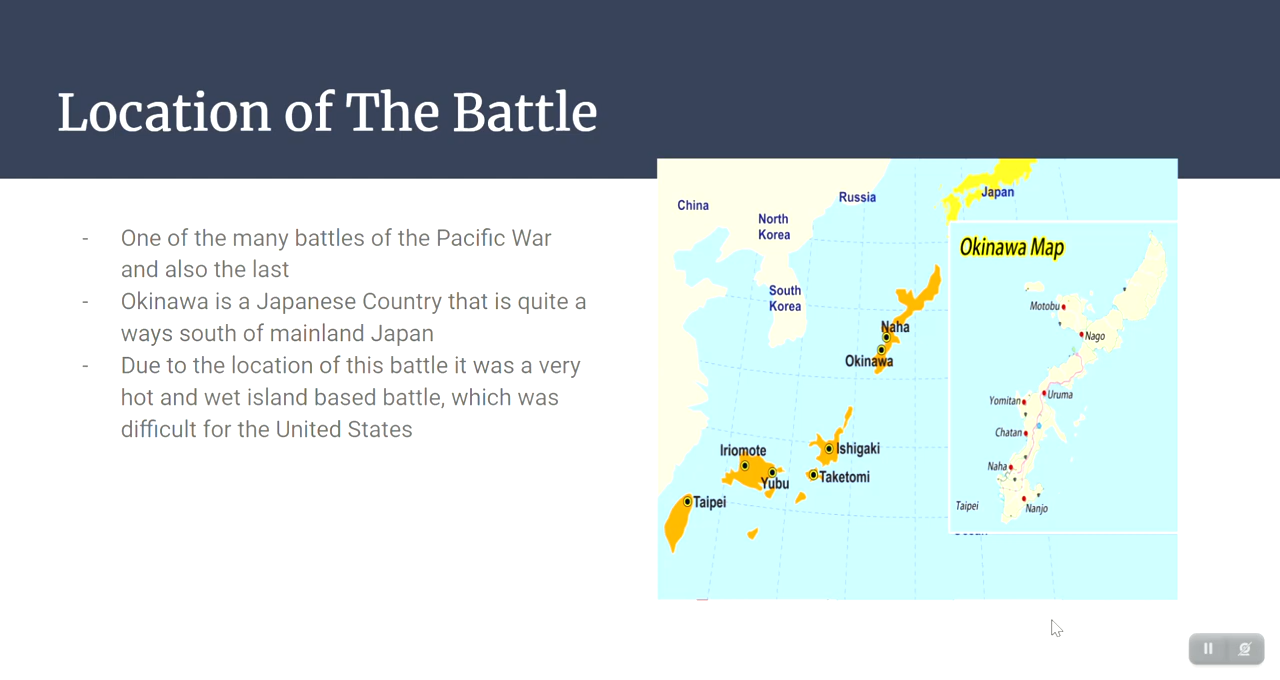 Location of The Battle
- One of the many battles of the Pacific War
and also the last
- Okinawa is a Japanese Country that is quite a
ways south of mainland Japan
- Due to the location of this battle it was a very
hot and wet island based battle, which was
difficult for the United States
China
Russia
North
Korea
South
Korea
Japan
Naha
Okinawa
Iriomote
Yubu
Ishigaki
Taketomi
Taipei
Okinawa Map
Motobu
Nago
Yomitan
Uruma
Chatan
Naha
Taipei
Nanjo